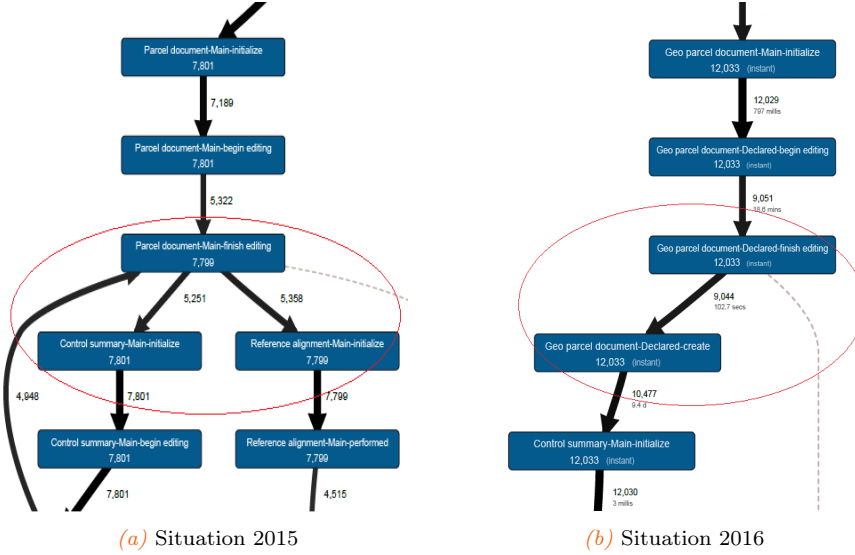 Parcel document-Main-initialize
7,801
7,189
Parcel document-Main-begin editing
7,801
5,322
Parcel document-Main-finish editing
7,799
5,251
5,358
Control summary-Main-initialize
7,801
Reference alignment-Main-initialize
7,799
4,948
7,801
7,799
Control summary-Main-begin editing
7,801
Reference alignment-Main-performed
7,799
7,801
4,515
(a) Situation 2015
Geo parcel document-Main-initialize
12,033 (instant)
12,029
797 millis
Geo parcel document-Declared-begin editing
12,033 (instant)
9,051
18.6 mins
Geo parcel document-Declared-finish editing
12,033 (instant)
9,044
102.7 secs
Geo parcel document-Declared-create
12,033 (instant)
10,477
9.4 d
Control summary-Main-initialize
12,033 (instant)
12,030
3 millis
(b) Situation 2016